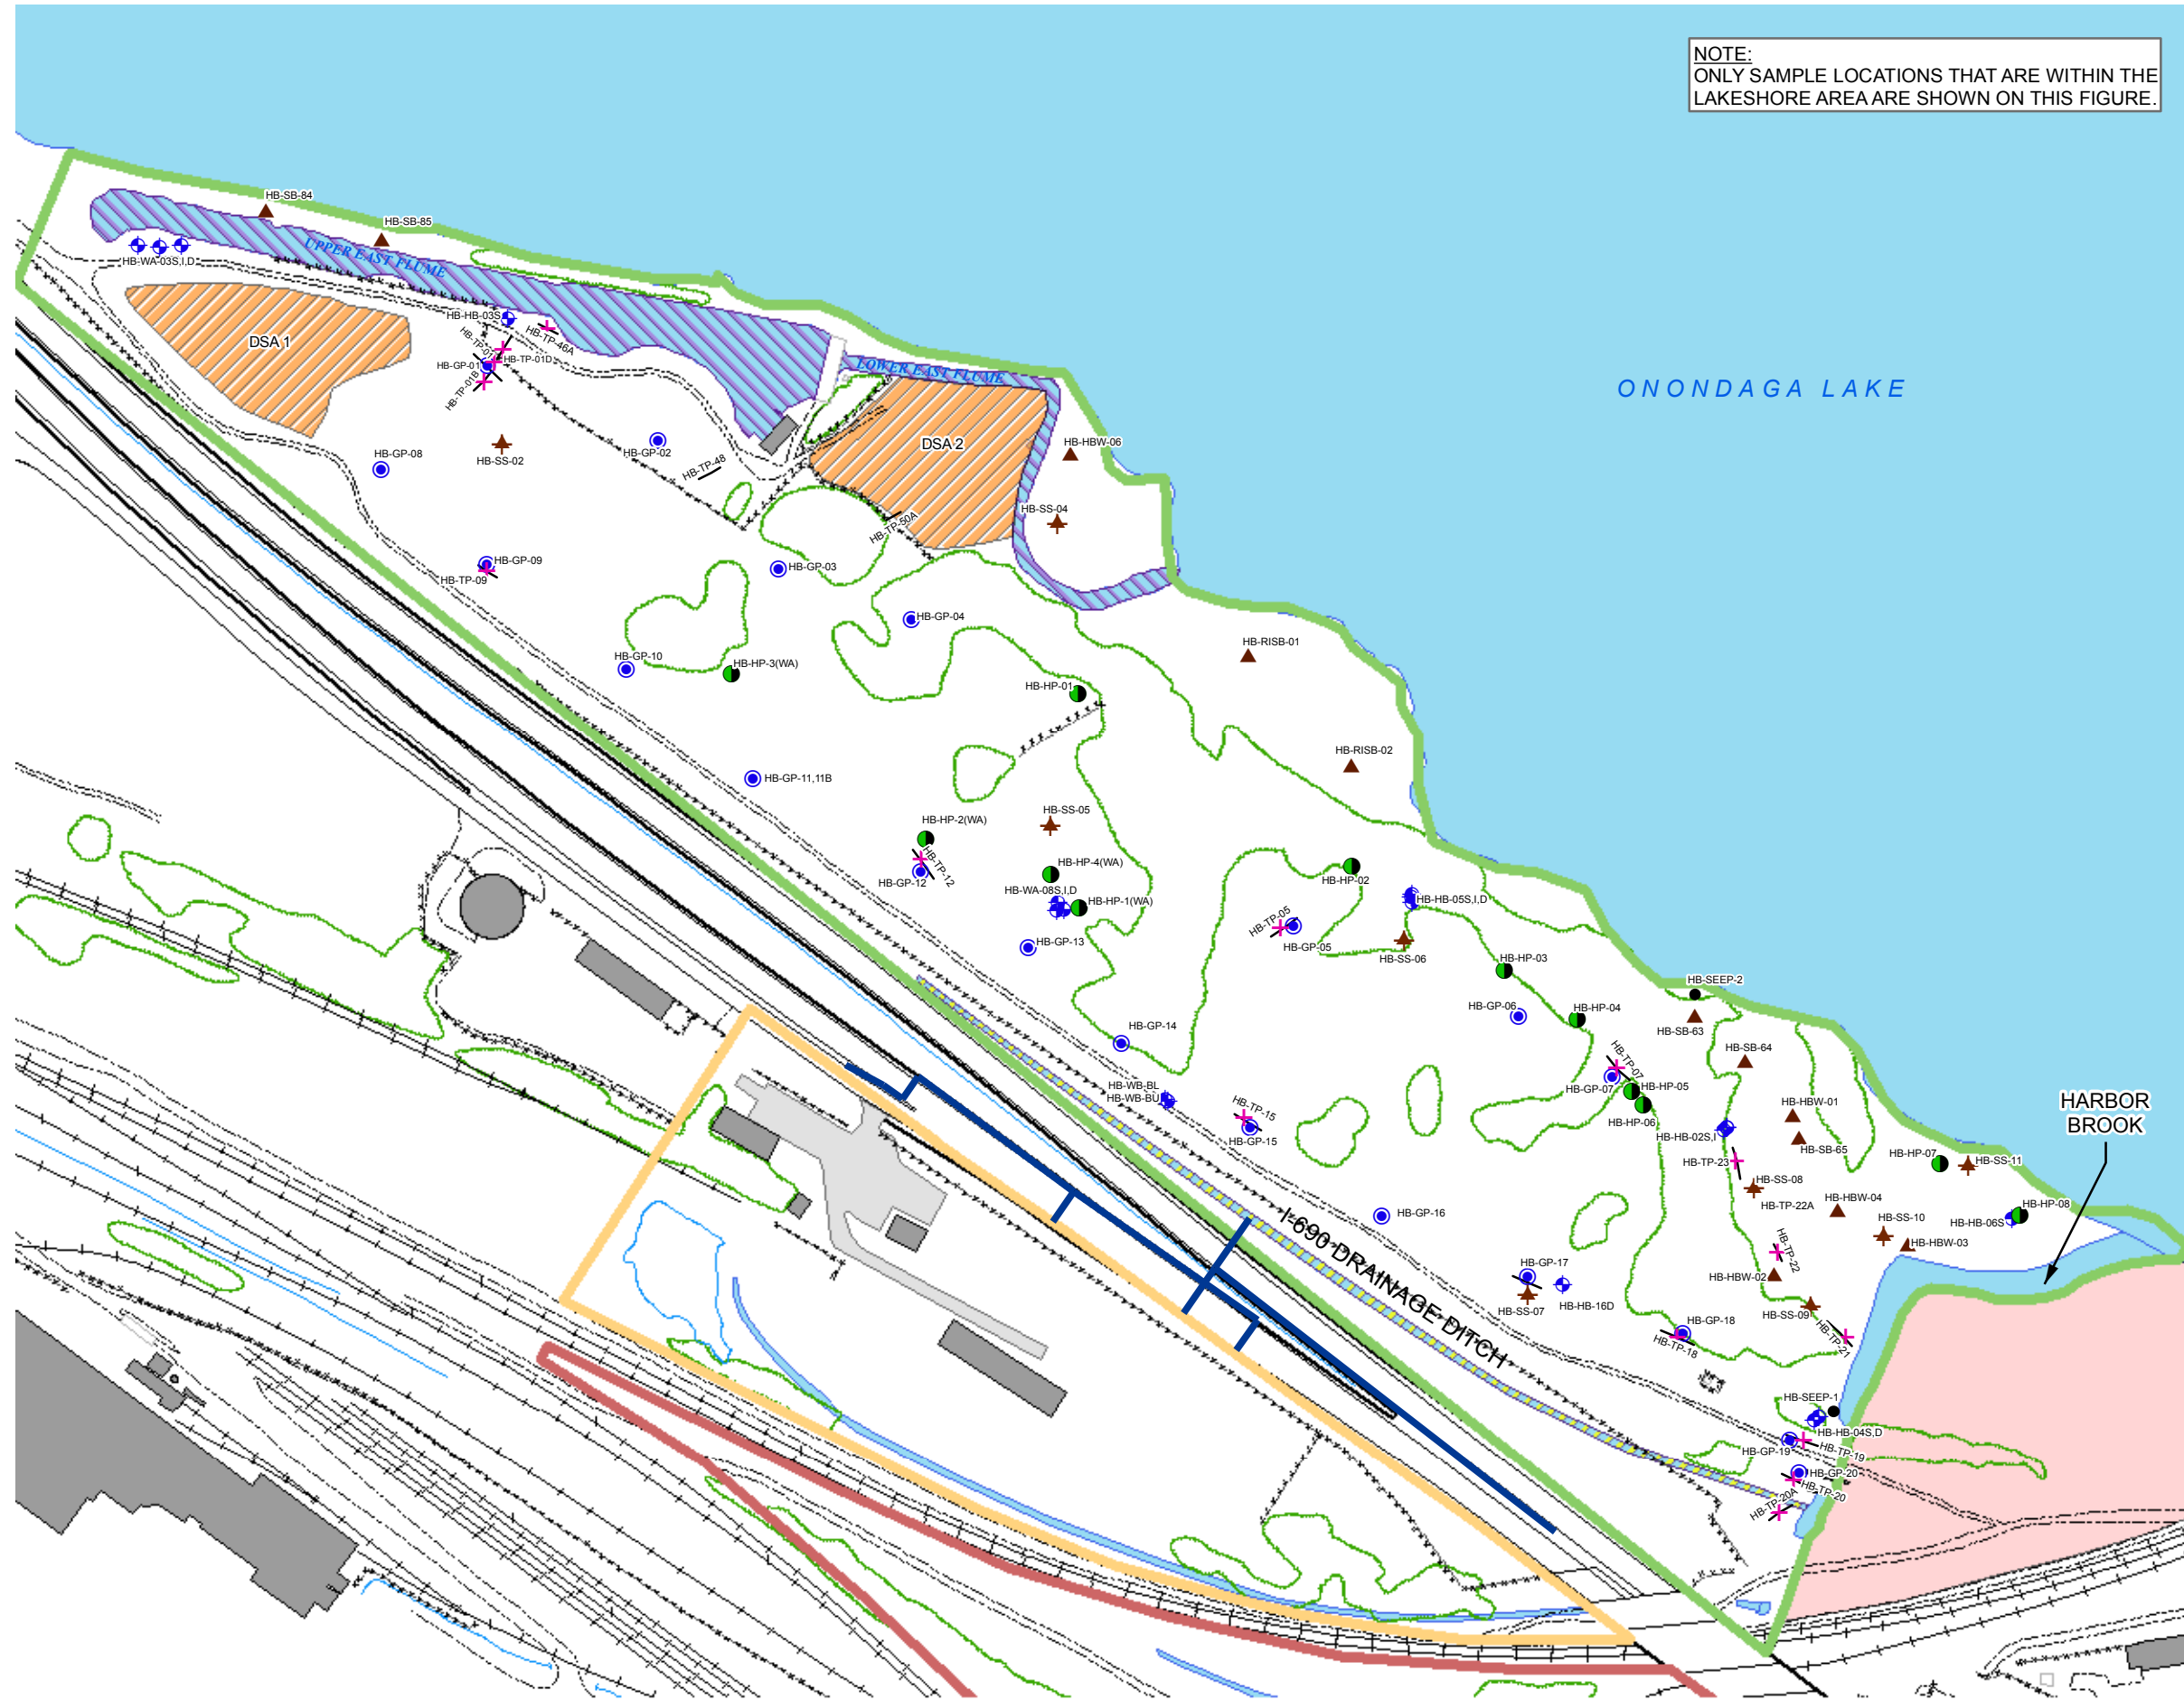 NOTE:
ONLY SAMPLE LOCATIONS THAT ARE WITHIN THE
LAKESHORE AREA ARE SHOWN ON THIS FIGURE.
HB-SB-84
HB-SB-85
UPPER EAST FLUME
HB-WA-03S,I,D
HB-HB-03S
HB-TP-46A
HB-TP-01
HB-TP-01D
HB-GP-01
HB-TP-01B
DSA 1
LOWER EAST FLUME
ONONDAGA LAKE
DSA 2
HB-HBW-06
HB-GP-08
HB-SS-02
HB-GP-02
HB-TP-48
HB-SS-04
HB-TP-50A
HB-GP-09
HB-TP-09
HB-GP-03
HB-GP-04
HB-RISB-01
HB-GP-10
HB-HP-3(WA)
HB-HP-01
HB-RISB-02
HB-GP-11,11B
HB-SS-05
HB-HP-2(WA)
HB-TP-12
HB-GP-12
HB-HP-4(WA)
HB-WA-08S,I,D
HB-HP-1(WA)
HB-HP-02
HB-HB-05S,I,D
HB-TP-05
HB-GP-05
HB-GP-13
HB-SS-06
HB-HP-03
HB-SEEP-2
HB-GP-06
HB-HP-04
HB-SB-63
HB-GP-14
HB-SB-64
HB-TP-07
HB-GP-07
HB-HP-05
HB-HP-06
HB-WB-BL
HB-WB-BU
HB-TP-15
HB-GP-15
HB-HBW-01
HB-HB-02S,I
HB-SB-65
HARBOR
BROOK
HB-TP-23
HB-HP-07
HB-SS-11
HB-SS-08
HB-TP-22A
HB-HBW-04
HB-GP-16
HB-HP-08
HB-HB-06S
HB-SS-10
HB-HBW-03
HB-TP-22
HB-HBW-02
I-690 DRAINAGE DITCH
HB-GP-17
HB-HB-16D
HB-SS-07
HB-SS-09
HB-GP-18
HB-TP-18
HB-TP-21
HB-SEEP-1
HB-HB-04S,D
HB-GP-19
HB-TP-19
HB-GP-20
HB-TP-20
HB-TP-20A